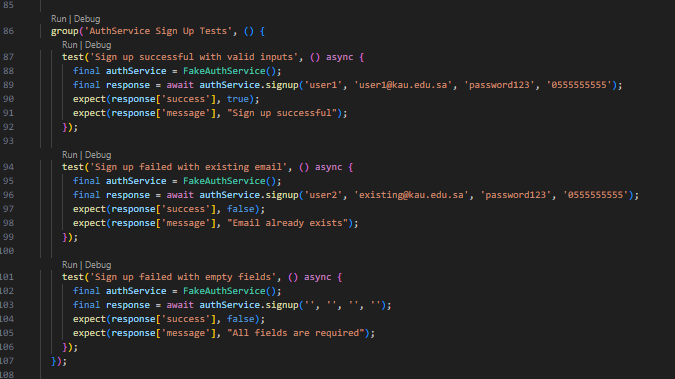 85
Run | Debug
86 group('AuthService Sign Up Tests', () {
Run | Debug
87 test('Sign up successful with valid inputs', () async {
88 final authService = FakeAuthService();
89 final response = await authService.signup('user1', 'user1@kau.edu.sa', 'password123', '0555555555');
90 expect(response['success'], true);
91 expect(response['message'], "Sign up successful");
92 });
93
Run | Debug
94 test('Sign up failed with existing email', () async {
95 final authService = FakeAuthService();
96 final response = await authService.signup('user2', 'existing@kau.edu.sa', 'password123', '0555555555');
97 expect(response['success'], false);
98 expect(response['message'], "Email already exists");
99 });
100
Run | Debug
101 test('Sign up failed with empty fields', () async {
102 final authService = FakeAuthService();
103 final response = await authService.signup('', '', '', '');
104 expect(response['success'], false);
105 expect(response['message'], "All fields are required");
106 });
107 });
108